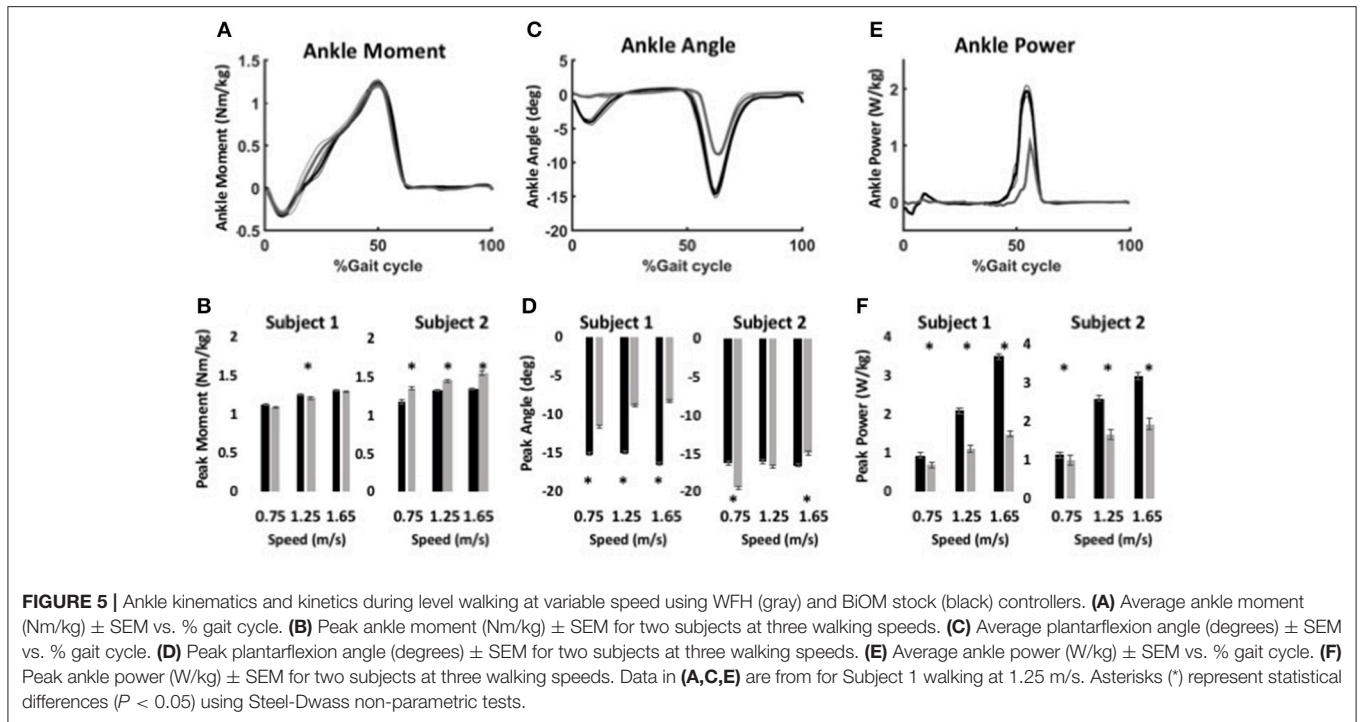 A
Ankle Moment
Ankle Moment (Nm/kg)
1.5
1
0.5
0
-0.5
0 50 100
%Gait cycle
C
Ankle Angle
Ankle Angle (deg)
5
0
-5
-10
-15
-20
0 50 100
%Gait cycle
E
Ankle Power
Ankle Power (W/kg)
2
1
0
0 50 100
%Gait cycle
B
Subject 1 Subject 2
Peak Moment (Nm/kg)
2 2
1.5 1.5
1 1
0.5 0.5
0 0
* * * *
0.75 1.25 1.65 0.75 1.25 1.65
Speed (m/s) Speed (m/s)
D
Subject 1 Subject 2
Peak Angle (deg)
0 0
-5 -5
-10 -10
-15 -15
-20 -20
* * * * *
0.75 1.25 1.65 0.75 1.25 1.65
Speed (m/s) Speed (m/s)
F
Subject 1 Subject 2
Peak Power (W/kg)
4 4
3 3
2 2
1 1
0 0
* * * * * *
0.75 1.25 1.65 0.75 1.25 1.65
Speed (m/s) Speed (m/s)
FIGURE 5 | Ankle kinematics and kinetics during level walking at variable speed using WFH (gray) and BiOM stock (black) controllers. (A) Average ankle moment
(Nm/kg) ± SEM vs. % gait cycle. (B) Peak ankle moment (Nm/kg) ± SEM for two subjects at three walking speeds. (C) Average plantarflexion angle (degrees) ± SEM
vs. % gait cycle. (D) Peak plantarflexion angle (degrees) ± SEM for two subjects at three walking speeds. (E) Average ankle power (W/kg) ± SEM vs. % gait cycle. (F)
Peak ankle power (W/kg) ± SEM for two subjects at three walking speeds. Data in (A,C,E) are from for Subject 1 walking at 1.25 m/s. Asterisks (*) represent statistical
differences (P < 0.05) using Steel-Dwass non-parametric tests.